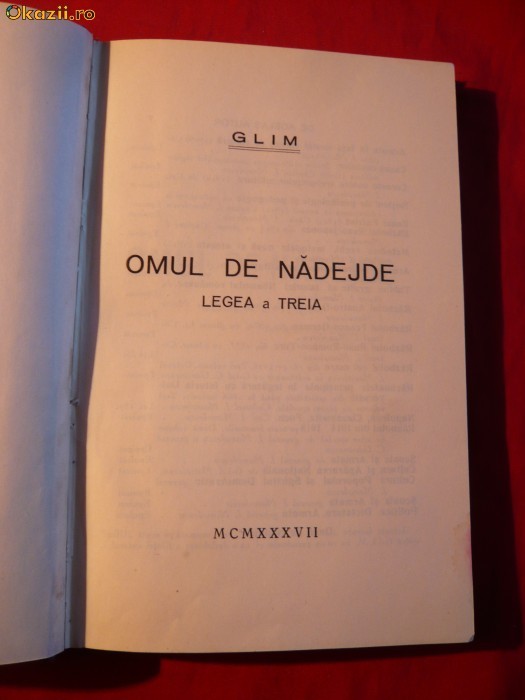 Okazii.ro
GLIM
OMUL DE NĂDEJDE
LEGEA a TREIA
MCMXXXVII